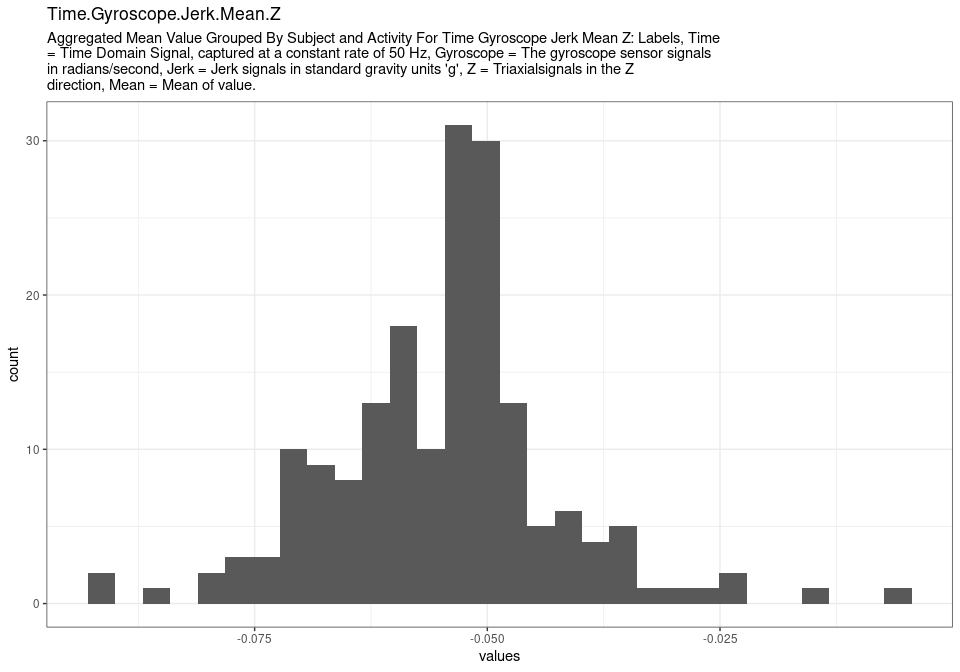 Time.Gyroscope.Jerk.Mean.Z
Aggregated Mean Value Grouped By Subject and Activity For Time Gyroscope Jerk Mean Z: Labels, Time
= Time Domain Signal, captured at a constant rate of 50 Hz, Gyroscope = The gyroscope sensor signals
in radians/second, Jerk = Jerk signals in standard gravity units 'g', Z = Triaxialsignals in the Z
direction, Mean = Mean of value.
30
20
10
0
count
-0.075
-0.050
-0.025
values